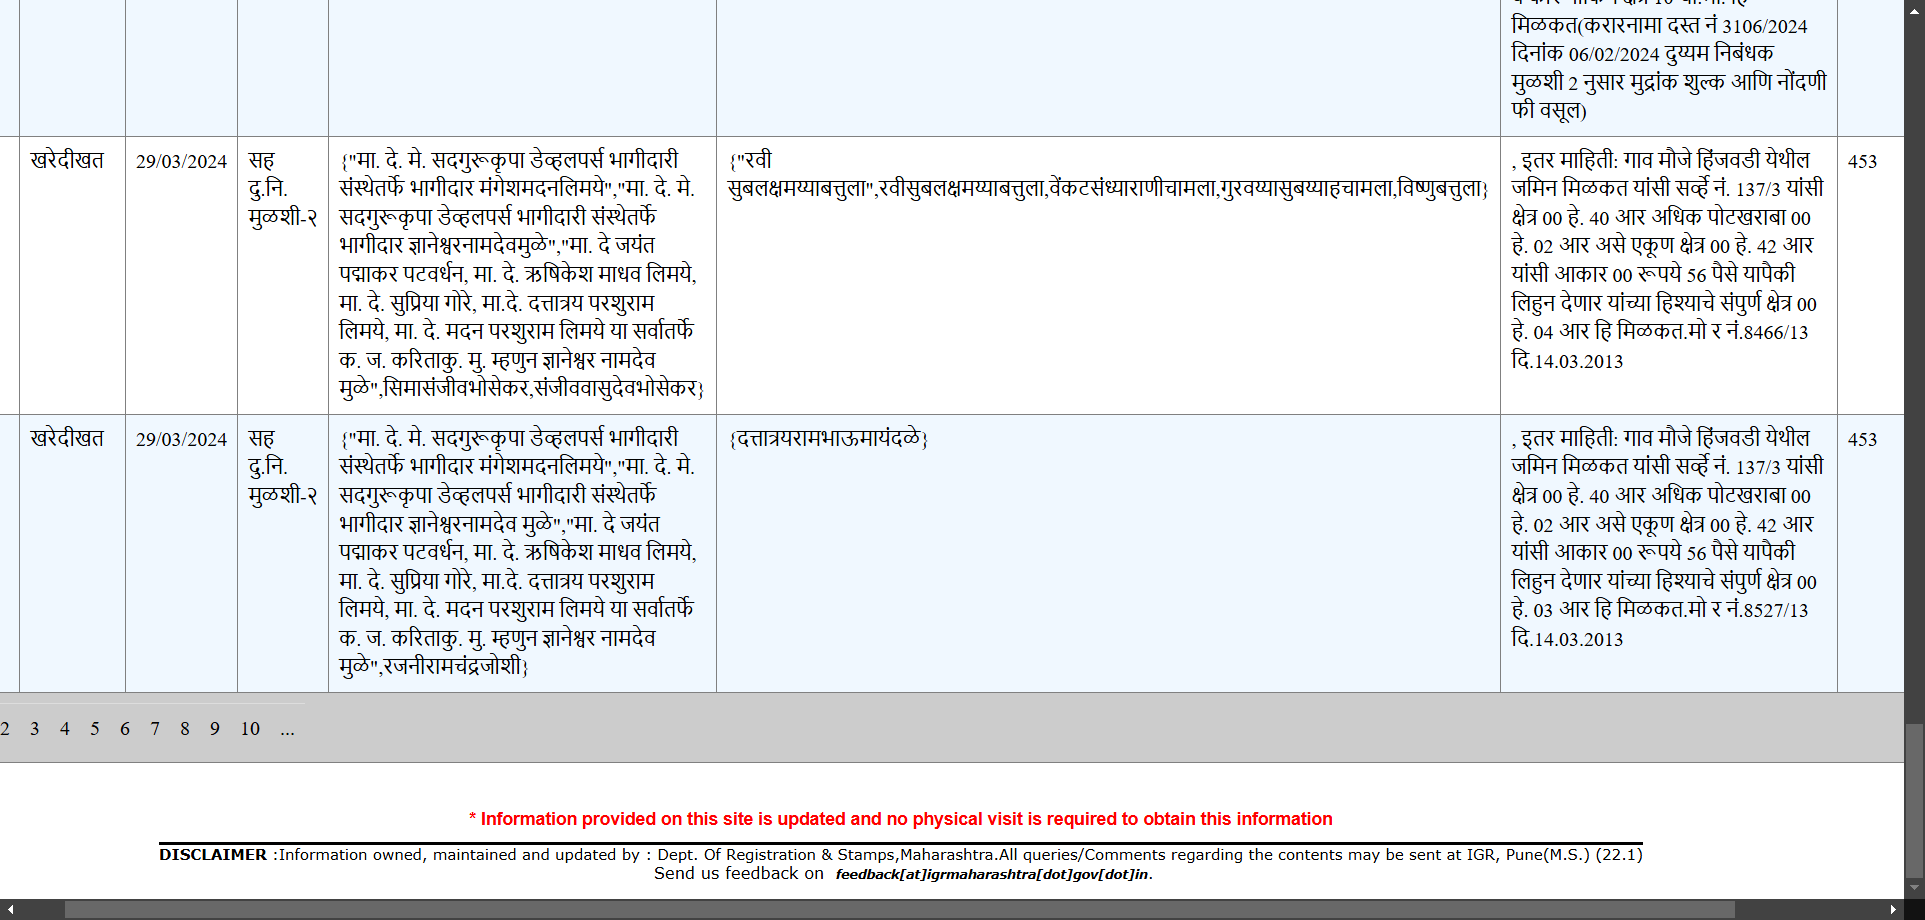 मिळकत(करारनामा दस्त नं 3106/2024
दिनांक 06/02/2024 दुय्यम निबंधक
मुळशी 2 नुसार मुद्रांक शुल्क आणि नोंदणी
फी वसूल)
खरेदीखत
29/03/2024
सह
दु.नि.
मुळशी-२
{"मा. दे. मे. सदगुरूकृपा डेव्हलपर्स भागीदारी
संस्थेतर्फे भागीदार मंगेशमदनलिमये","मा. दे. मे.
सदगुरूकृपा डेव्हलपर्स भागीदारी संस्थेतर्फे
भागीदार ज्ञानेश्वरनामदेवमुळे","मा. दे जयंत
पद्माकर पटवर्धन, मा. दे. ऋषिकेश माधव लिमये,
मा. दे. सुप्रिया गोरे, मा.दे. दत्तात्रय परशुराम
लिमये, मा. दे. मदन परशुराम लिमये या सर्वातर्फे
क. ज. करिताकु. मु. म्हणुन ज्ञानेश्वर नामदेव
मुळे",सिमासंजीवभोसेकर,संजीववासुदेवभोसेकर}
{"रवी
सुबलक्षमय्याबत्तुला",रवीसुबलक्षमय्याबत्तुला,वेंकटसंध्याराणीचामला,गुरवय्यासुबय्याहचामला,विष्णुबत्तुला}
, इतर माहिती: गाव मौजे हिंजवडी येथील
जमिन मिळकत यांसी सर्व्हे नं. 137/3 यांसी
क्षेत्र 00 हे. 40 आर अधिक पोटखराबा 00
हे. 02 आर असे एकूण क्षेत्र 00 हे. 42 आर
यांसी आकार 00 रूपये 56 पैसे यापैकी
लिहुन देणार यांच्या हिश्याचे संपुर्ण क्षेत्र 00
हे. 04 आर हि मिळकत.मो र नं.8466/13
दि.14.03.2013
453
खरेदीखत
29/03/2024
सह
दु.नि.
मुळशी-२
{"मा. दे. मे. सदगुरूकृपा डेव्हलपर्स भागीदारी
संस्थेतर्फे भागीदार मंगेशमदनलिमये","मा. दे. मे.
सदगुरूकृपा डेव्हलपर्स भागीदारी संस्थेतर्फे
भागीदार ज्ञानेश्वरनामदेव मुळे","मा. दे जयंत
पद्माकर पटवर्धन, मा. दे. ऋषिकेश माधव लिमये,
मा. दे. सुप्रिया गोरे, मा.दे. दत्तात्रय परशुराम
लिमये, मा. दे. मदन परशुराम लिमये या सर्वातर्फे
क. ज. करिताकु. मु. म्हणुन ज्ञानेश्वर नामदेव
मुळे",रजनीरामचंद्रजोशी}
{दत्तात्रयरामभाऊमायंदळे}
, इतर माहिती: गाव मौजे हिंजवडी येथील
जमिन मिळकत यांसी सर्व्हे नं. 137/3 यांसी
क्षेत्र 00 हे. 40 आर अधिक पोटखराबा 00
हे. 02 आर असे एकूण क्षेत्र 00 हे. 42 आर
यांसी आकार 00 रूपये 56 पैसे यापैकी
लिहुन देणार यांच्या हिश्याचे संपुर्ण क्षेत्र 00
हे. 03 आर हि मिळकत.मो र नं.8527/13
दि.14.03.2013
453
2 3 4 5 6 7 8 9 10 ...
* Information provided on this site is updated and no physical visit is required to obtain this information
DISCLAIMER :Information owned, maintained and updated by : Dept. Of Registration & Stamps,Maharashtra.All queries/Comments regarding the contents may be sent at IGR, Pune(M.S.) (22.1)
Send us feedback on feedback[at]igrmaharashtra[dot]gov[dot]in.